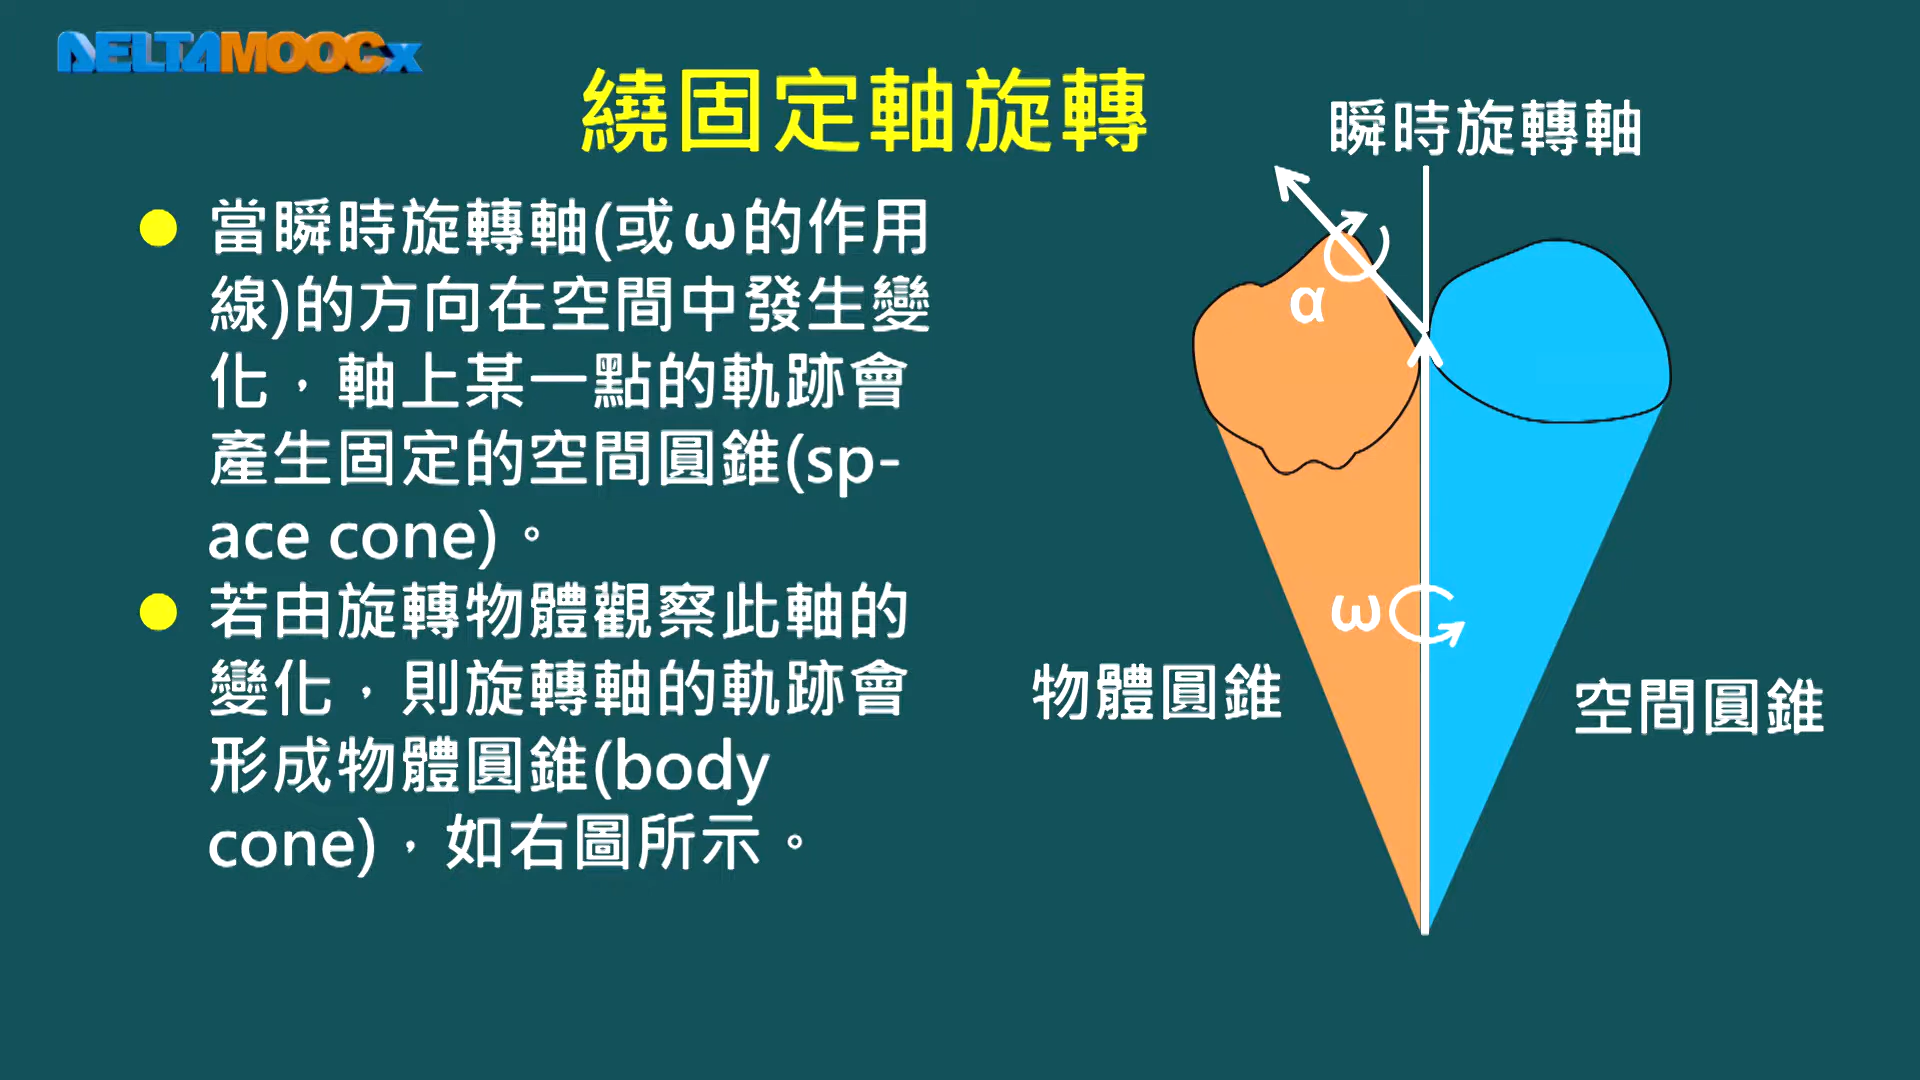 DELTAMOOCx
繞固定軸旋轉
瞬時旋轉軸
當瞬時旋轉軸(或ω的作用
線)的方向在空間中發生變
化，軸上某一點的軌跡會
產生固定的空間圓錐(sp-
ace cone)。
若由旋轉物體觀察此軸的
變化，則旋轉軸的軌跡會
形成物體圓錐(body
cone)，如右圖所示。
α
ω
物體圓錐
空間圓錐